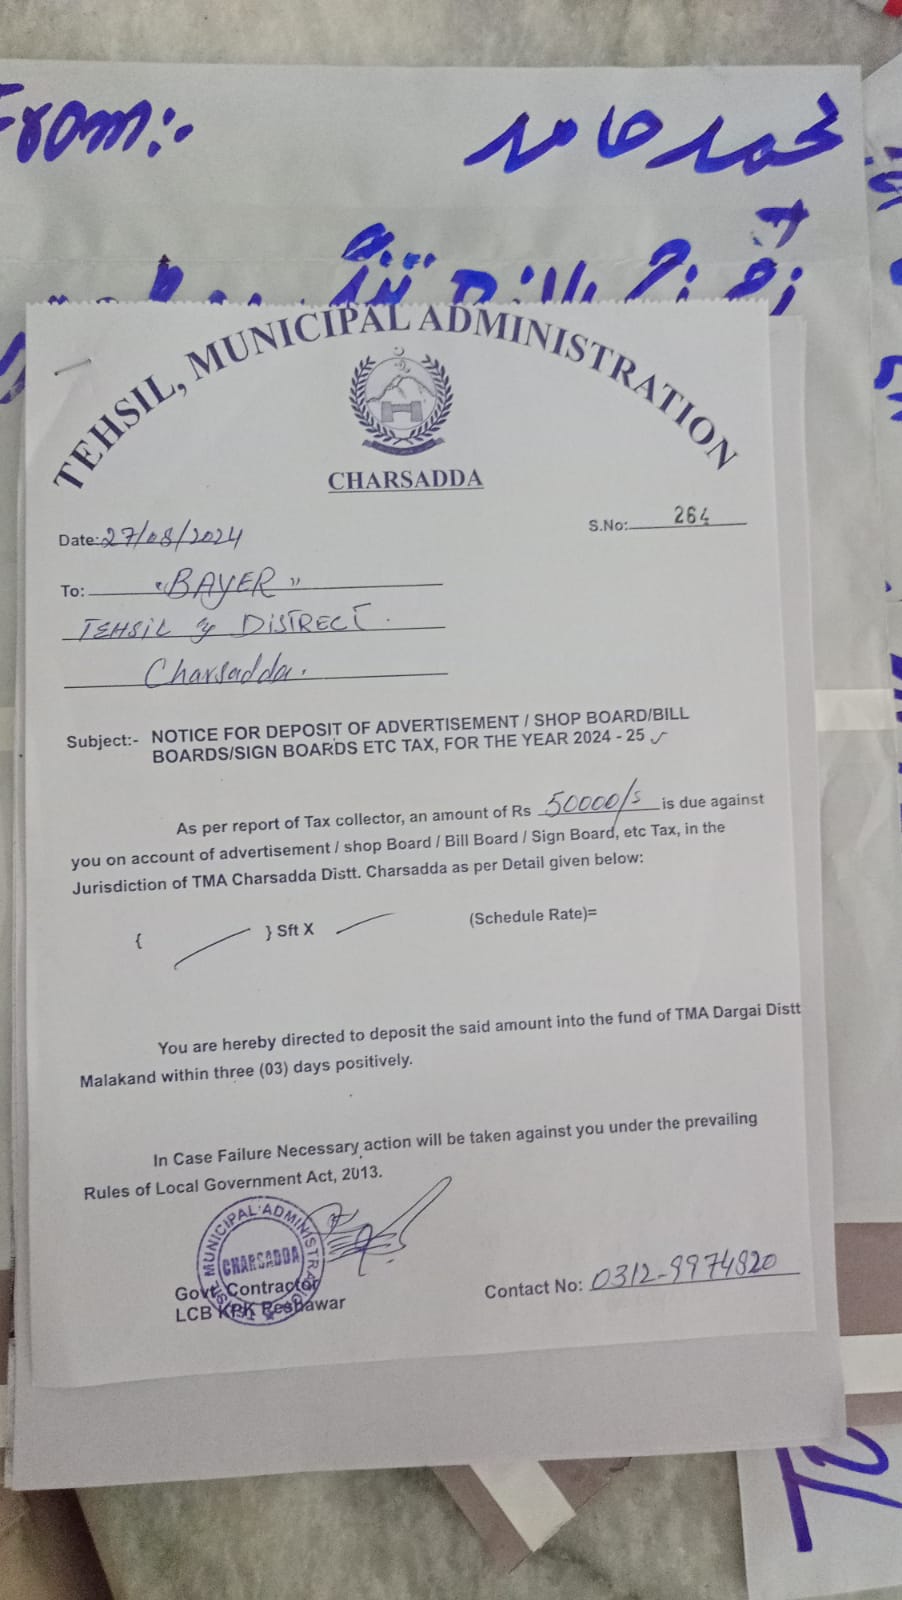 From:-
محمد حامد
TEHSIL, MUNICIPAL ADMINISTRATION
CHARSADDA
Date: 27/08/2024
S.No: 264
To: "BAYER"
TEHSIL & DISTRECT.
Charsadda.
Subject:- NOTICE FOR DEPOSIT OF ADVERTISEMENT / SHOP BOARD/BILL
BOARDS/SIGN BOARDS ETC TAX, FOR THE YEAR 2024 - 25
As per report of Tax collector, an amount of Rs 50000/s is due against
you on account of advertisement / shop Board / Bill Board / Sign Board, etc Tax, in the
Jurisdiction of TMA Charsadda Distt. Charsadda as per Detail given below:
{ } Sft X (Schedule Rate)=
You are hereby directed to deposit the said amount into the fund of TMA Dargai Distt
Malakand within three (03) days positively.
In Case Failure Necessary action will be taken against you under the prevailing
Rules of Local Government Act, 2013.
TEHSIL MUNICIPAL ADMINISTRATION
CHARSADDA
Govt. Contractor
LCB KPK Peshawar
Contact No: 0312-9974820
To